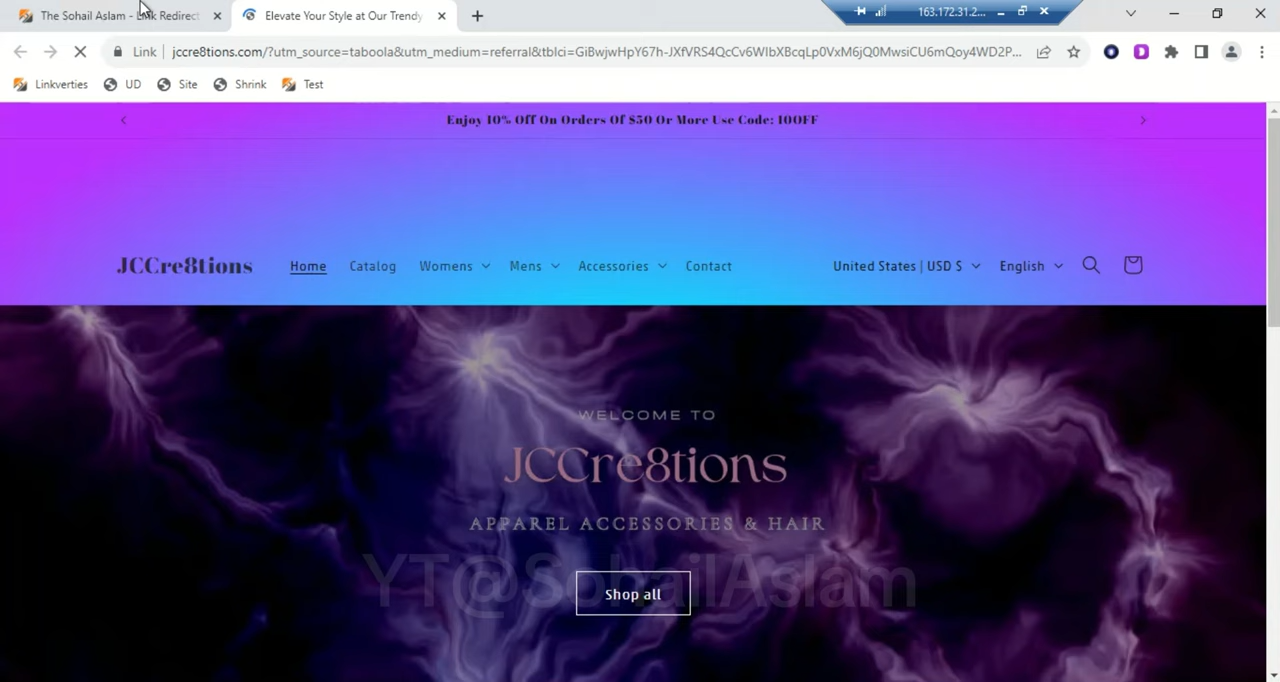 The Sohail Aslam - Link Redirect
Elevate Your Style at Our Trendy
163.172.31.2...
Link
jccre8tions.com/?utm_source=taboola&utm_medium=referral&tblci=GiBwjwHpY67h-JXfVRS4QcCv6WIbXBcqLp0VxM6jQ0MwsiCU6mQoy4WD2P...
Linkverties
UD
Site
Shrink
Test
Enjoy 10% Off On Orders Of $50 Or More Use Code: 10OFF
JCCre8tions
Home
Catalog
Womens
Mens
Accessories
Contact
United States | USD $
English
WELCOME TO
JCCre8tions
APPAREL ACCESSORIES & HAIR
YT@SohailAslam
Shop all